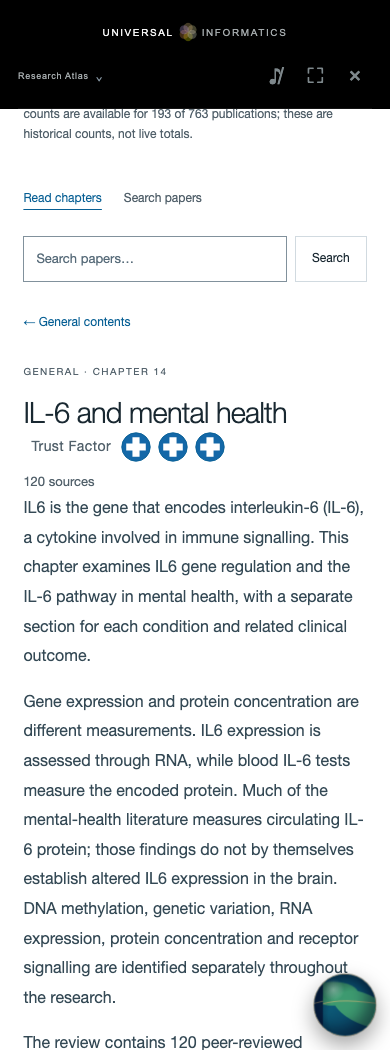 UNIVERSAL INFORMATICS
Research Atlas
counts are available for 193 of 763 publications; these are
historical counts, not live totals.
Read chapters Search papers
Search papers... Search
← General contents
GENERAL · CHAPTER 14
IL-6 and mental health
Trust Factor
120 sources
IL6 is the gene that encodes interleukin-6 (IL-6),
a cytokine involved in immune signalling. This
chapter examines IL6 gene regulation and the
IL-6 pathway in mental health, with a separate
section for each condition and related clinical
outcome.
Gene expression and protein concentration are
different measurements. IL6 expression is
assessed through RNA, while blood IL-6 tests
measure the encoded protein. Much of the
mental-health literature measures circulating IL-
6 protein; those findings do not by themselves
establish altered IL6 expression in the brain.
DNA methylation, genetic variation, RNA
expression, protein concentration and receptor
signalling are identified separately throughout
the research.
The review contains 120 peer-reviewed